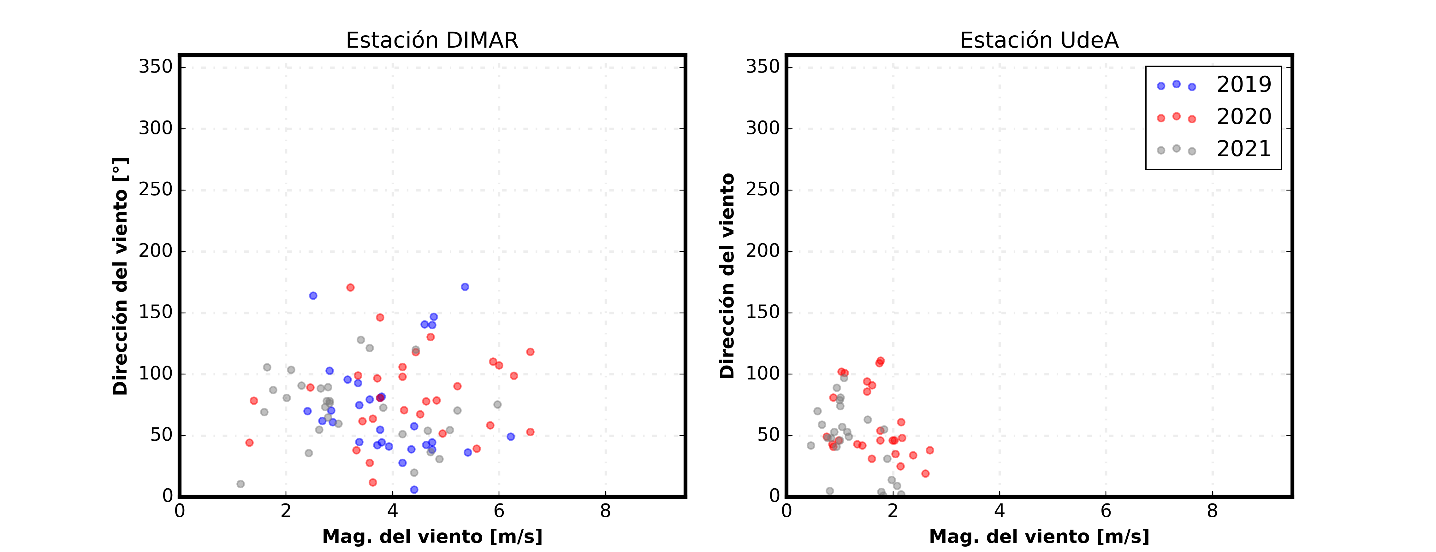 Estación DIMAR
350
300
250
200
150
100
50
0
0 2 4 6 8
Dirección del viento [°]
Mag. del viento [m/s]
Estación UdeA
350
300
250
200
150
100
50
0
0 2 4 6 8
Dirección del viento
Mag. del viento [m/s]
2019
2020
2021